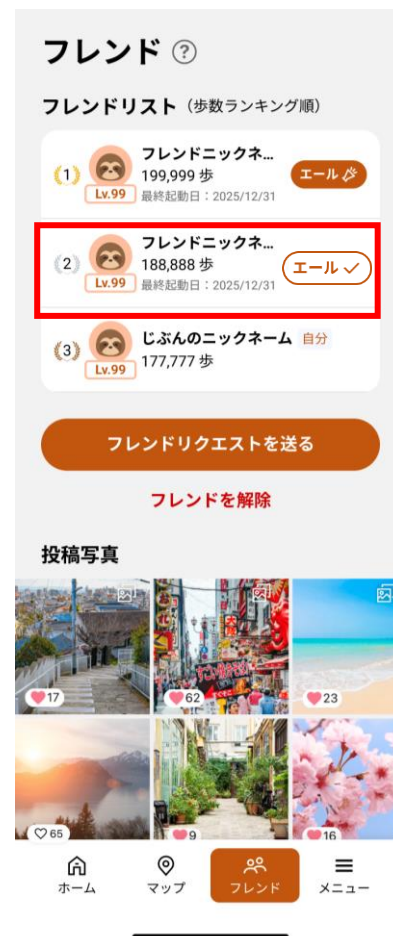 フレンド ?
フレンドリスト（歩数ランキング順）
1
フレンドニックネ...
199,999 歩
エール
Lv.99
最終起動日：2025/12/31
2
フレンドニックネ...
188,888 歩
エール
Lv.99
最終起動日：2025/12/31
3
じぶんのニックネーム 自分
177,777 歩
Lv.99
フレンドリクエストを送る
フレンドを解除
投稿写真
17
62
23
65
9
16
ホーム
マップ
フレンド
メニュー